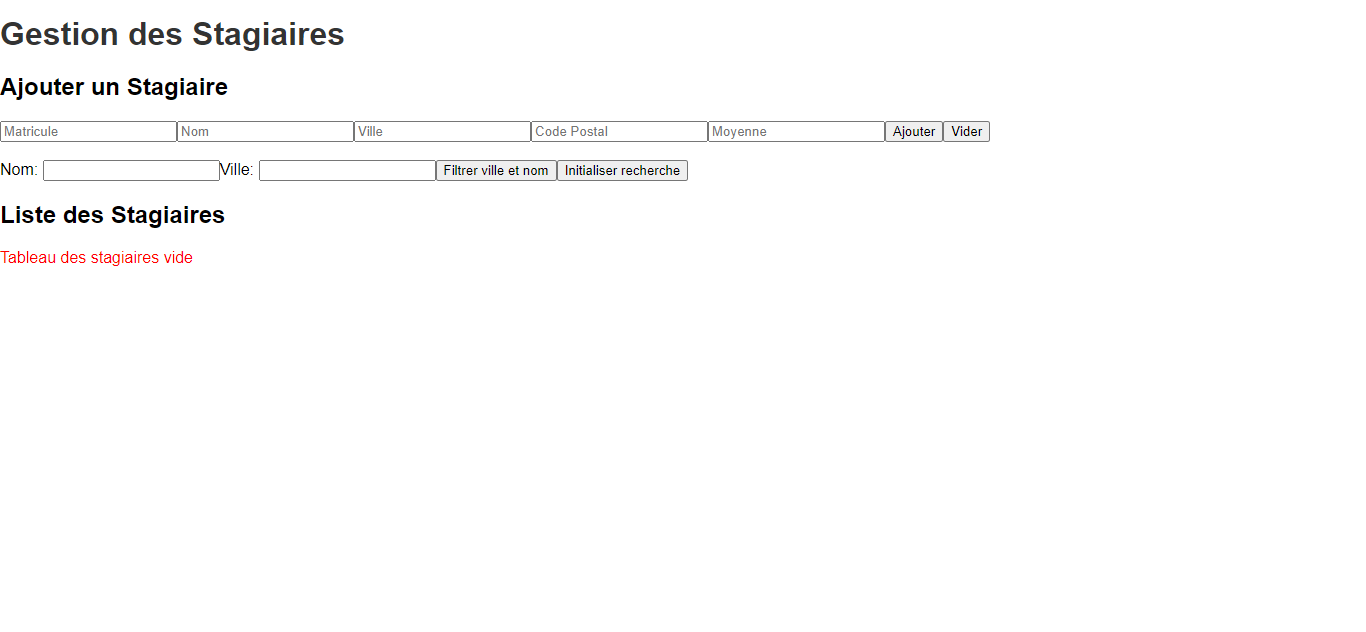 Gestion des Stagiaires
Ajouter un Stagiaire
Matricule Nom Ville Code Postal Moyenne Ajouter Vider
Nom: Ville: Filtrer ville et nom Initialiser recherche
Liste des Stagiaires
Tableau des stagiaires vide